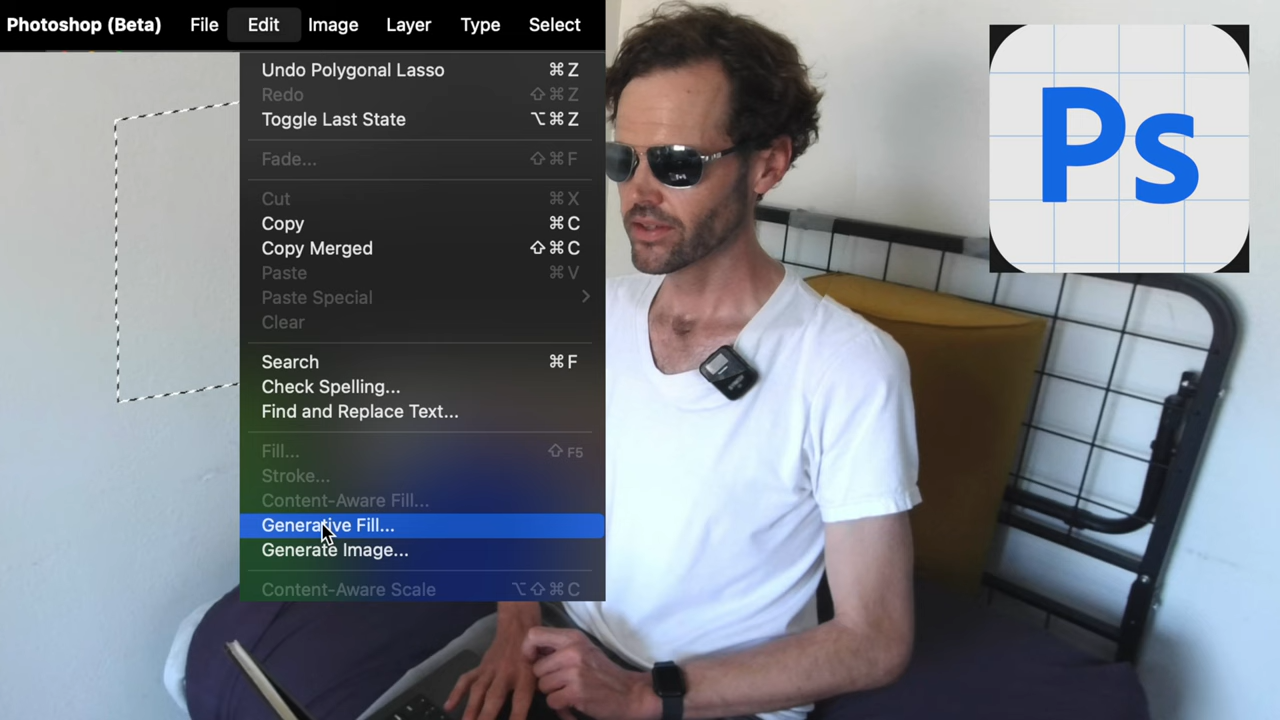 Photoshop (Beta) File Edit Image Layer Type Select
Undo Polygonal Lasso ⌘Z
Redo ⇧⌘Z
Toggle Last State ⌥⌘Z
Fade... ⇧⌘F
Cut ⌘X
Copy ⌘C
Copy Merged ⇧⌘C
Paste ⌘V
Paste Special >
Clear
Search ⌘F
Check Spelling...
Find and Replace Text...
Fill... ⇧F5
Stroke...
Content-Aware Fill...
Generative Fill...
Generate Image...
Content-Aware Scale ⌥⇧⌘C
Ps